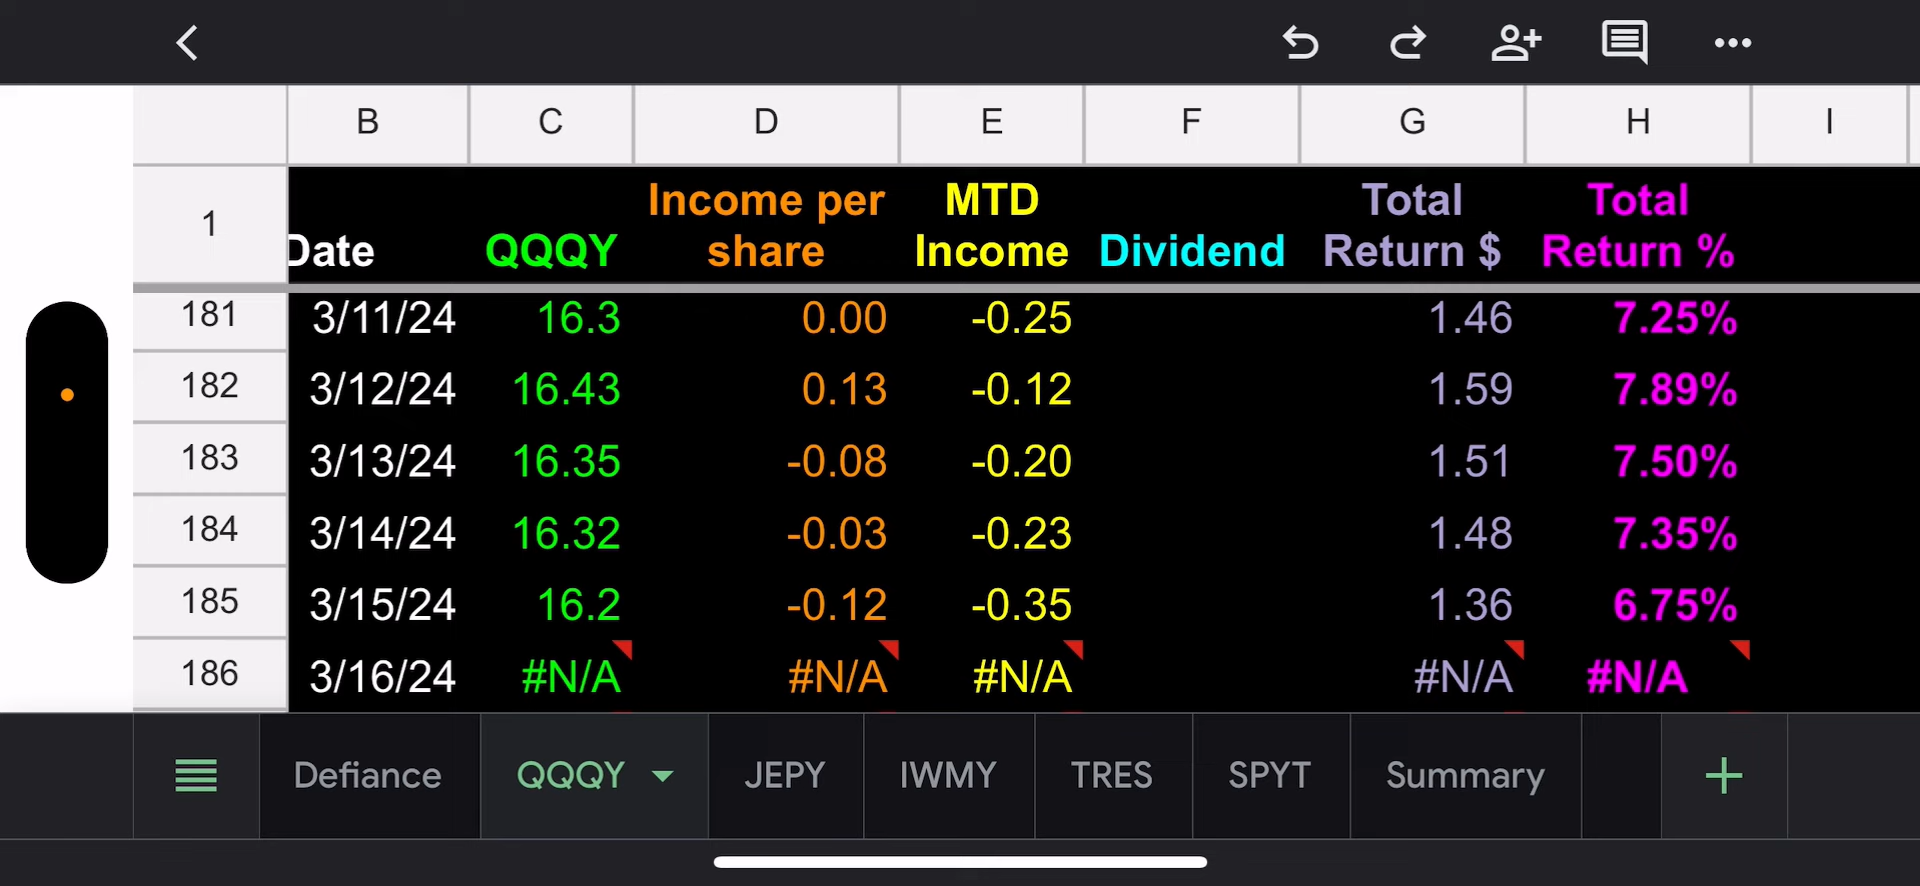 B C D E F G H I
1 Date QQQY Income per share MTD Income Dividend Total Return $ Total Return %
181 3/11/24 16.3 0.00 -0.25 1.46 7.25%
182 3/12/24 16.43 0.13 -0.12 1.59 7.89%
183 3/13/24 16.35 -0.08 -0.20 1.51 7.50%
184 3/14/24 16.32 -0.03 -0.23 1.48 7.35%
185 3/15/24 16.2 -0.12 -0.35 1.36 6.75%
186 3/16/24 #N/A #N/A #N/A #N/A #N/A
Defiance QQQY JEPY IWMY TRES SPYT Summary